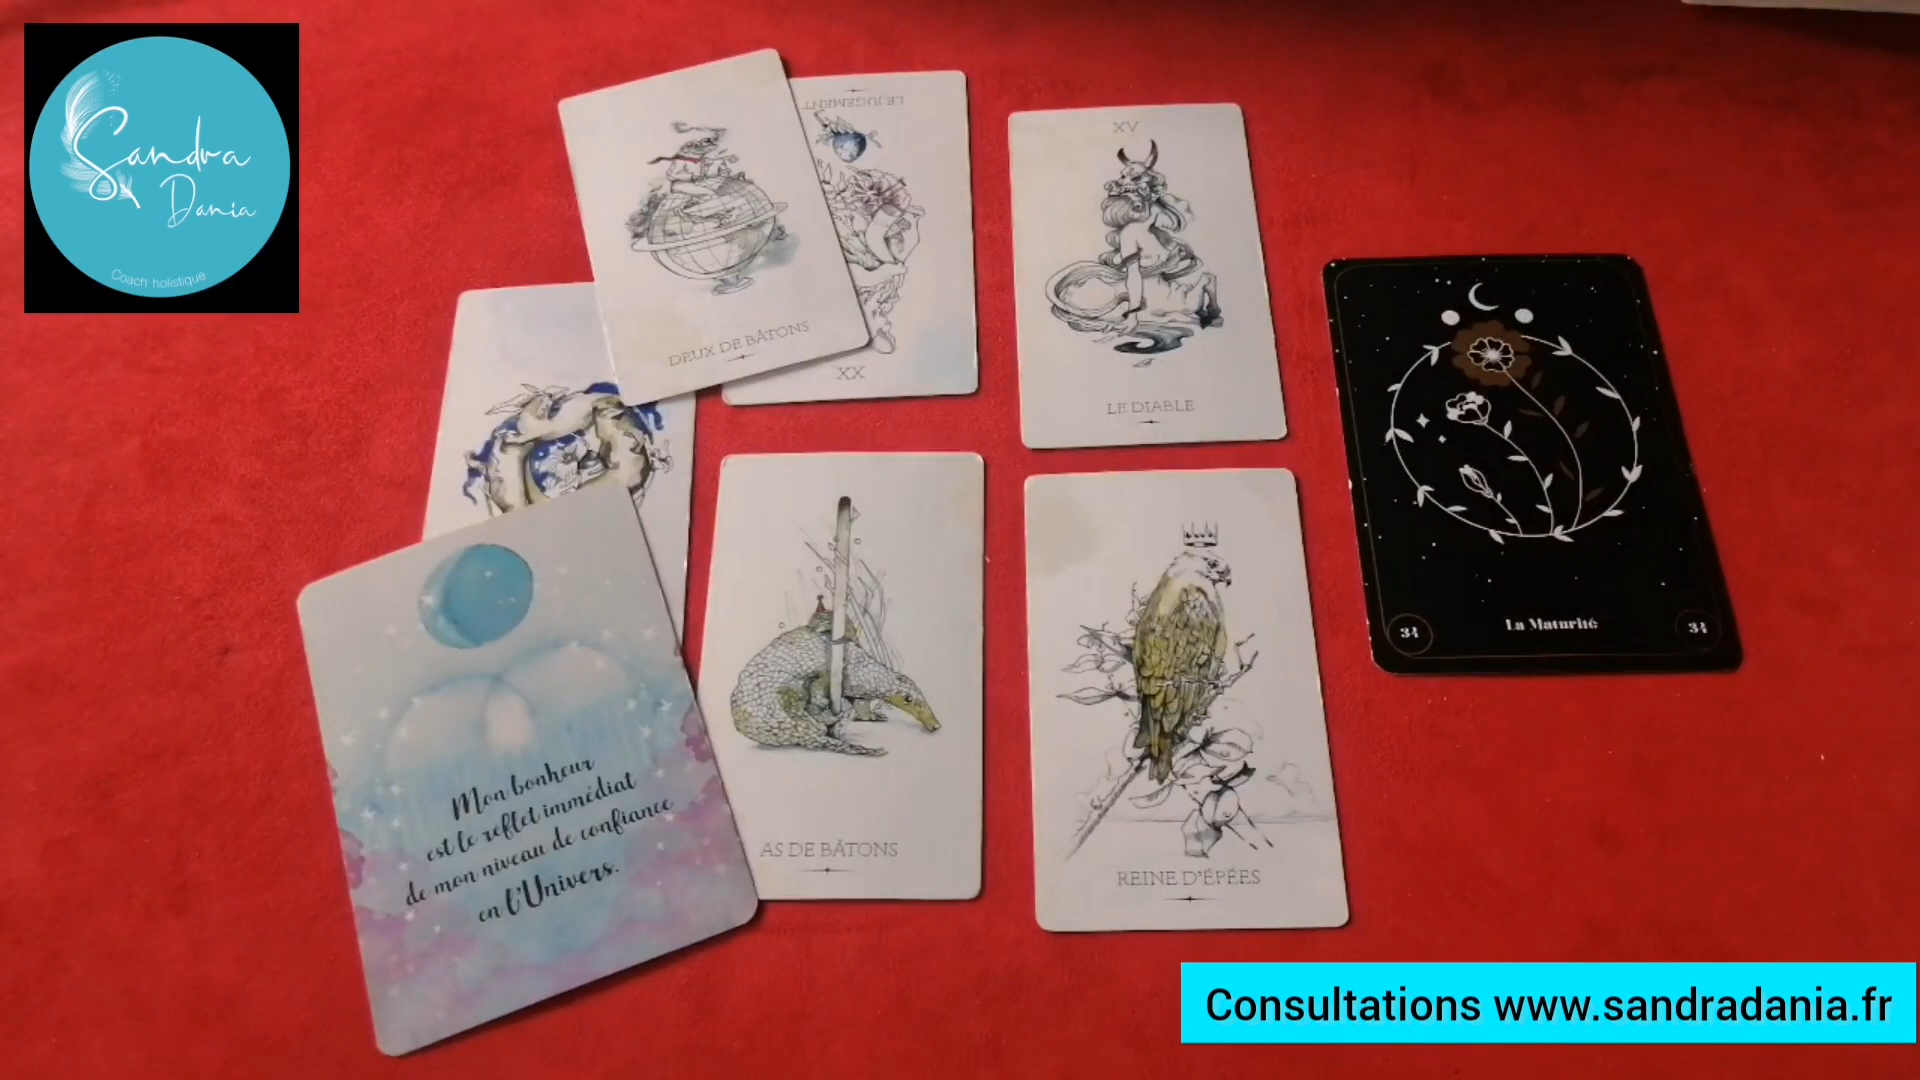 Sandra
Dania
Coach holistique
DEUX DE BÂTONS
LE JUGEMENT
XX
XV
LE DIABLE
La Maturité
34
34
Mon bonheur
est le reflet immédiat
de mon niveau de confiance
en l'Univers.
AS DE BÂTONS
REINE D'ÉPÉES
Consultations www.sandradania.fr